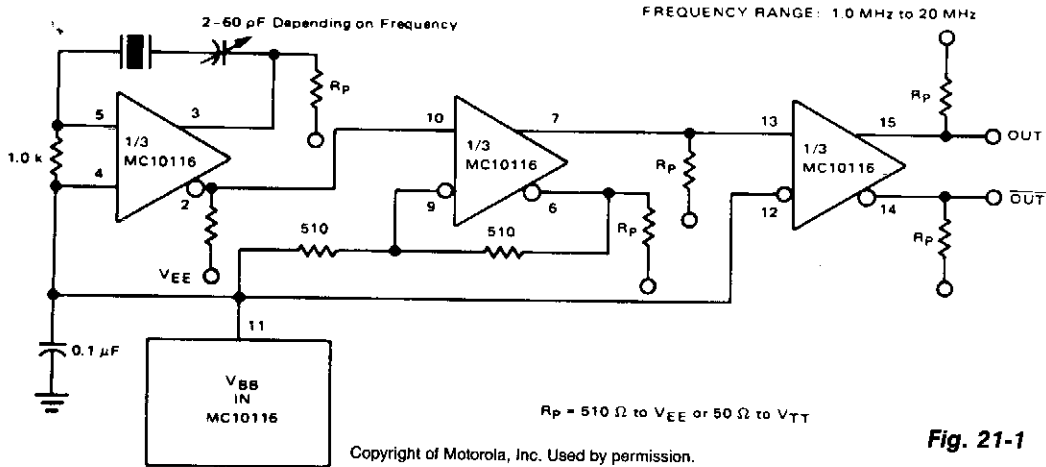 2-60 pF Depending on Frequency
FREQUENCY RANGE: 1.0 MHz to 20 MHz
RP
RP
5
3
10
7
13
15
OUT
1.0 k
1/3
MC10116
1/3
MC10116
1/3
MC10116
RP
4
2
9
6
12
14
OUT
510
510
RP
RP
VEE
11
0.1 µF
VBB
IN
MC10116
RP = 510 Ω to VEE or 50 Ω to VTT
Copyright of Motorola, Inc. Used by permission.
Fig. 21-1